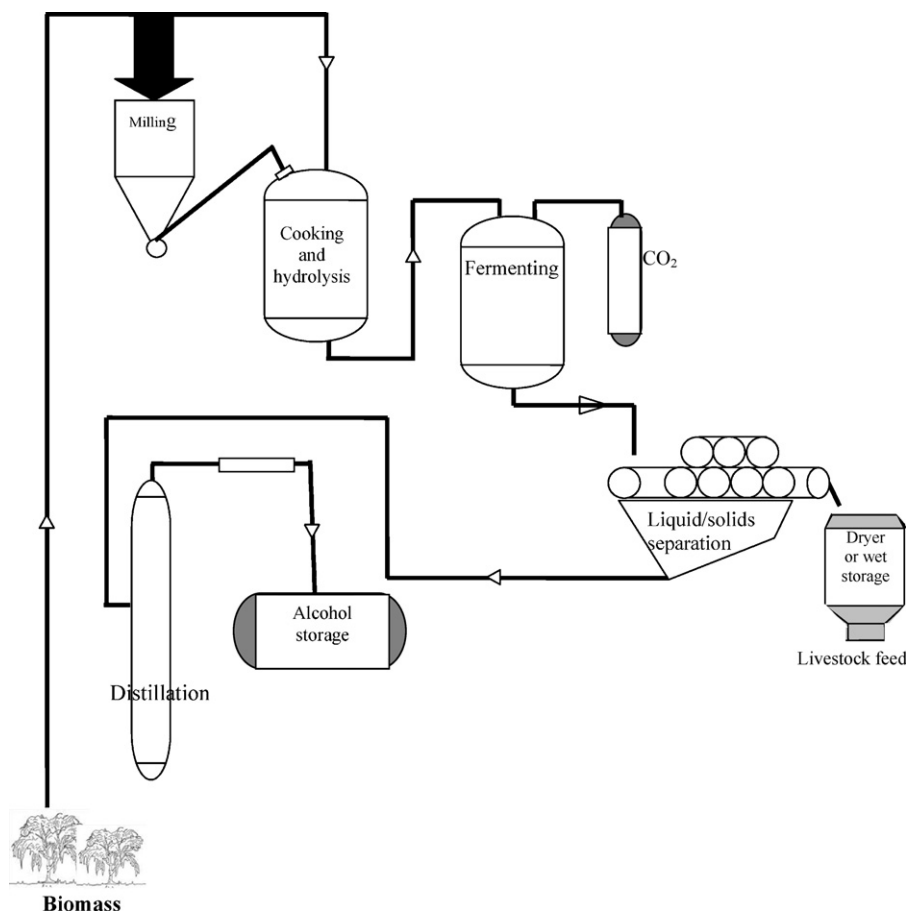 Milling
Cooking
and
hydrolysis
Fermenting
CO₂
Liquid/solids
separation
Dryer
or wet
storage
Livestock feed
Alcohol
storage
Distillation
Biomass